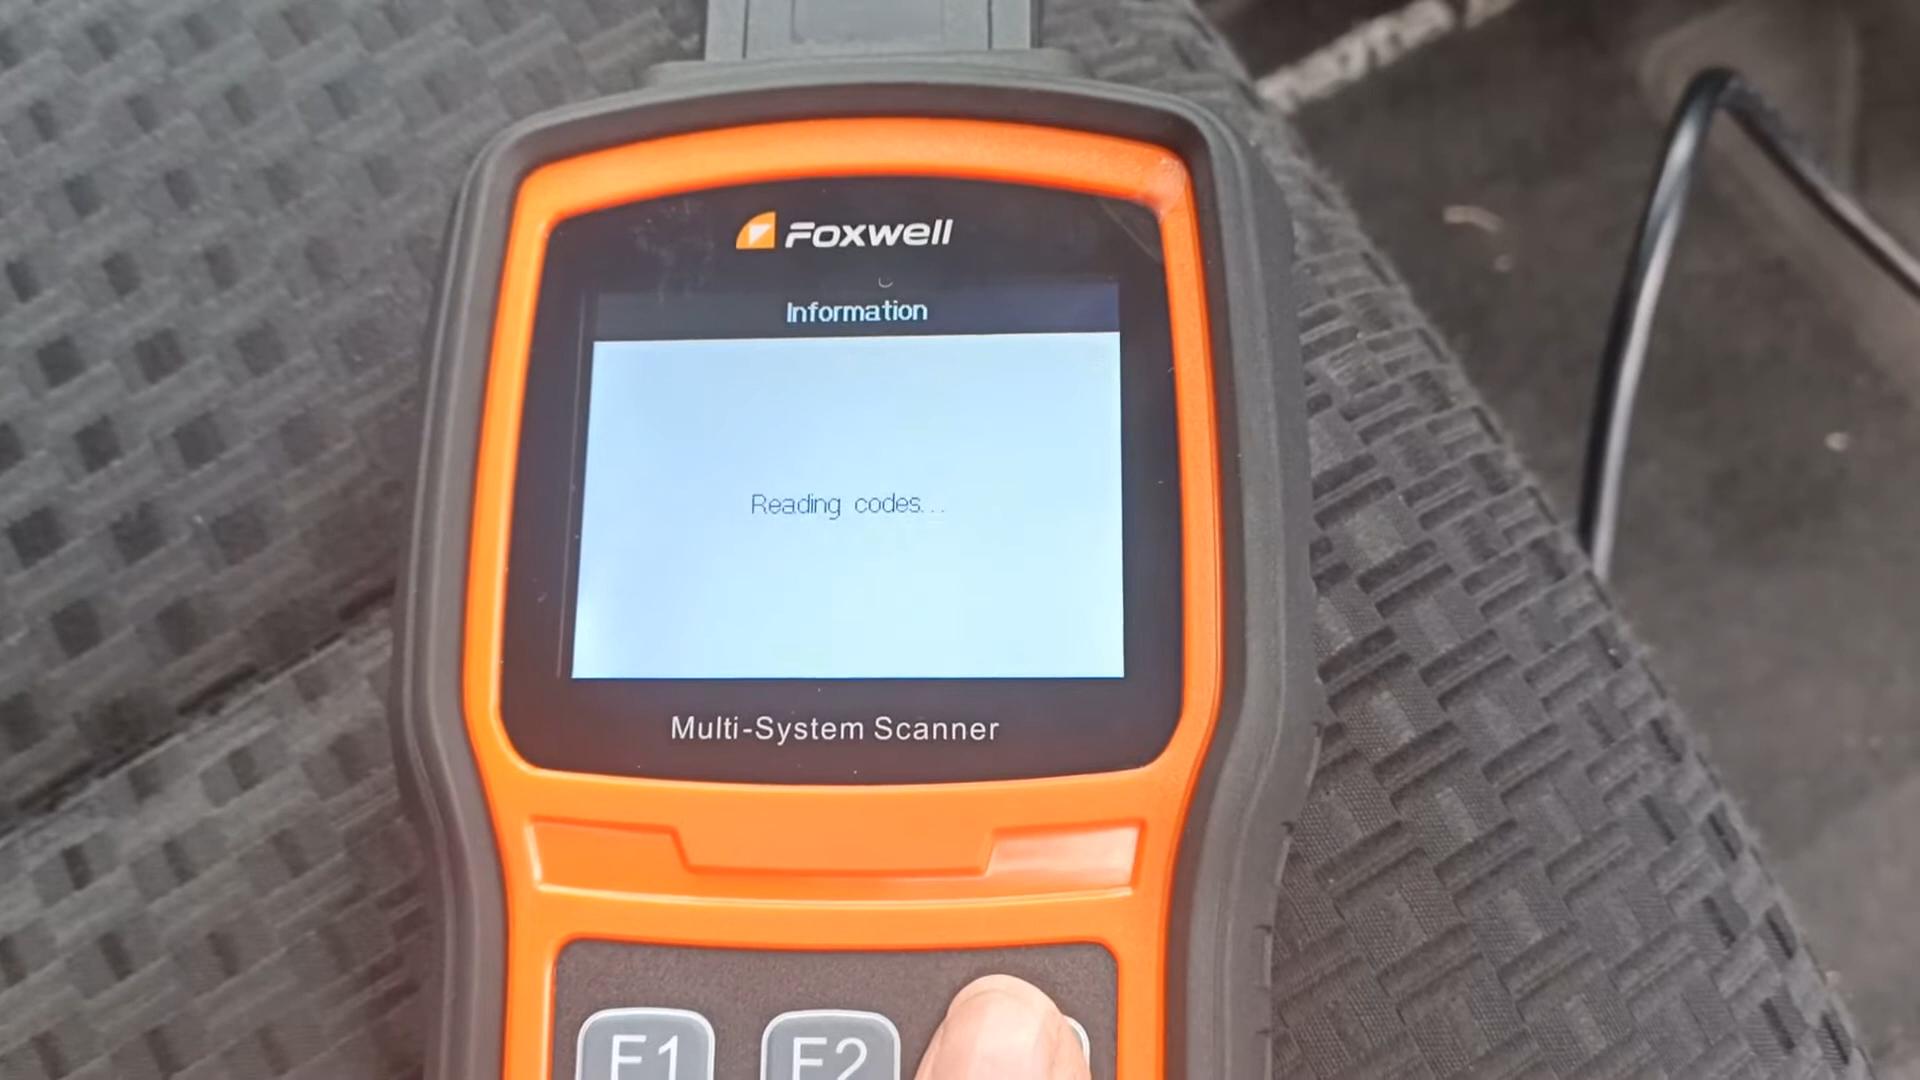 Foxwell
Information
Reading codes...
Multi-System Scanner
F1 F2